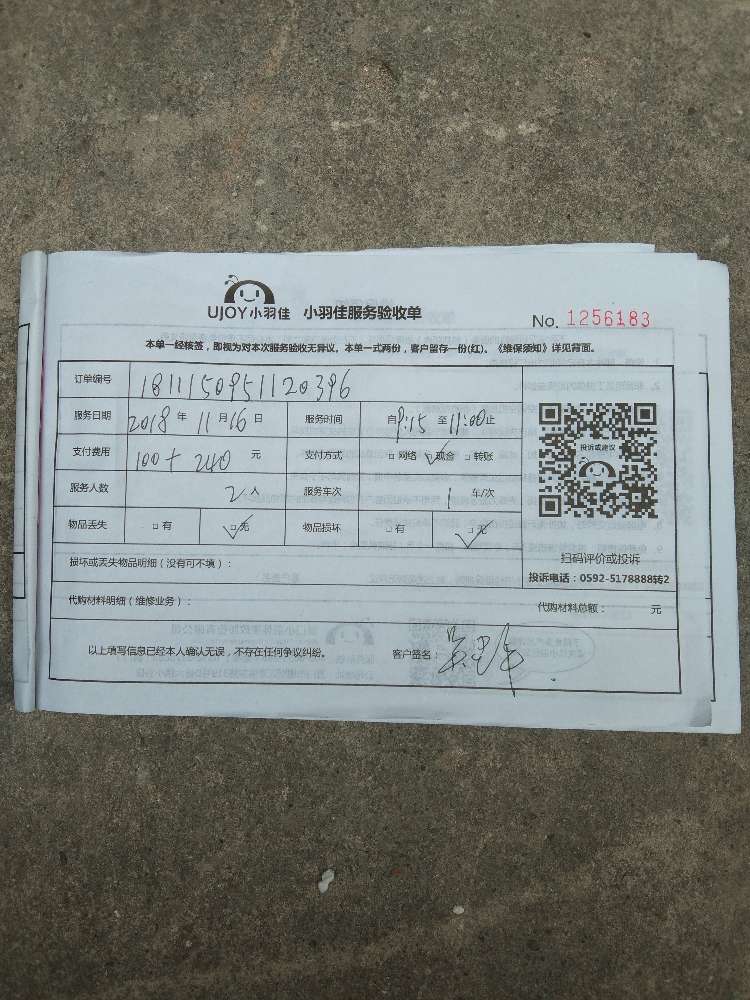 UJOY小羽佳 小羽佳服务验收单
No. 1256183
本单一经核签，即视为对本次服务验收无异议。本单一式两份，客户留存一份(红)。《维保须知》详见背面。
订单编号 1811150951120396
服务日期 2018年11月16日 服务时间 自9:15至11:00止
支付费用 100+240元 支付方式 □网络 □现金 □转账
服务人数 2人 服务车次 1车/次
物品丢失 □有 □无 物品损坏 □有 □无
投诉或建议
扫码评价或投诉
投诉电话：0592-5178888转2
损坏或丢失物品明细（没有可不填）：
代购材料明细（维修业务）： 代购材料总额： 元
以上填写信息已经本人确认无误，不存在任何争议纠纷。 客户签名：